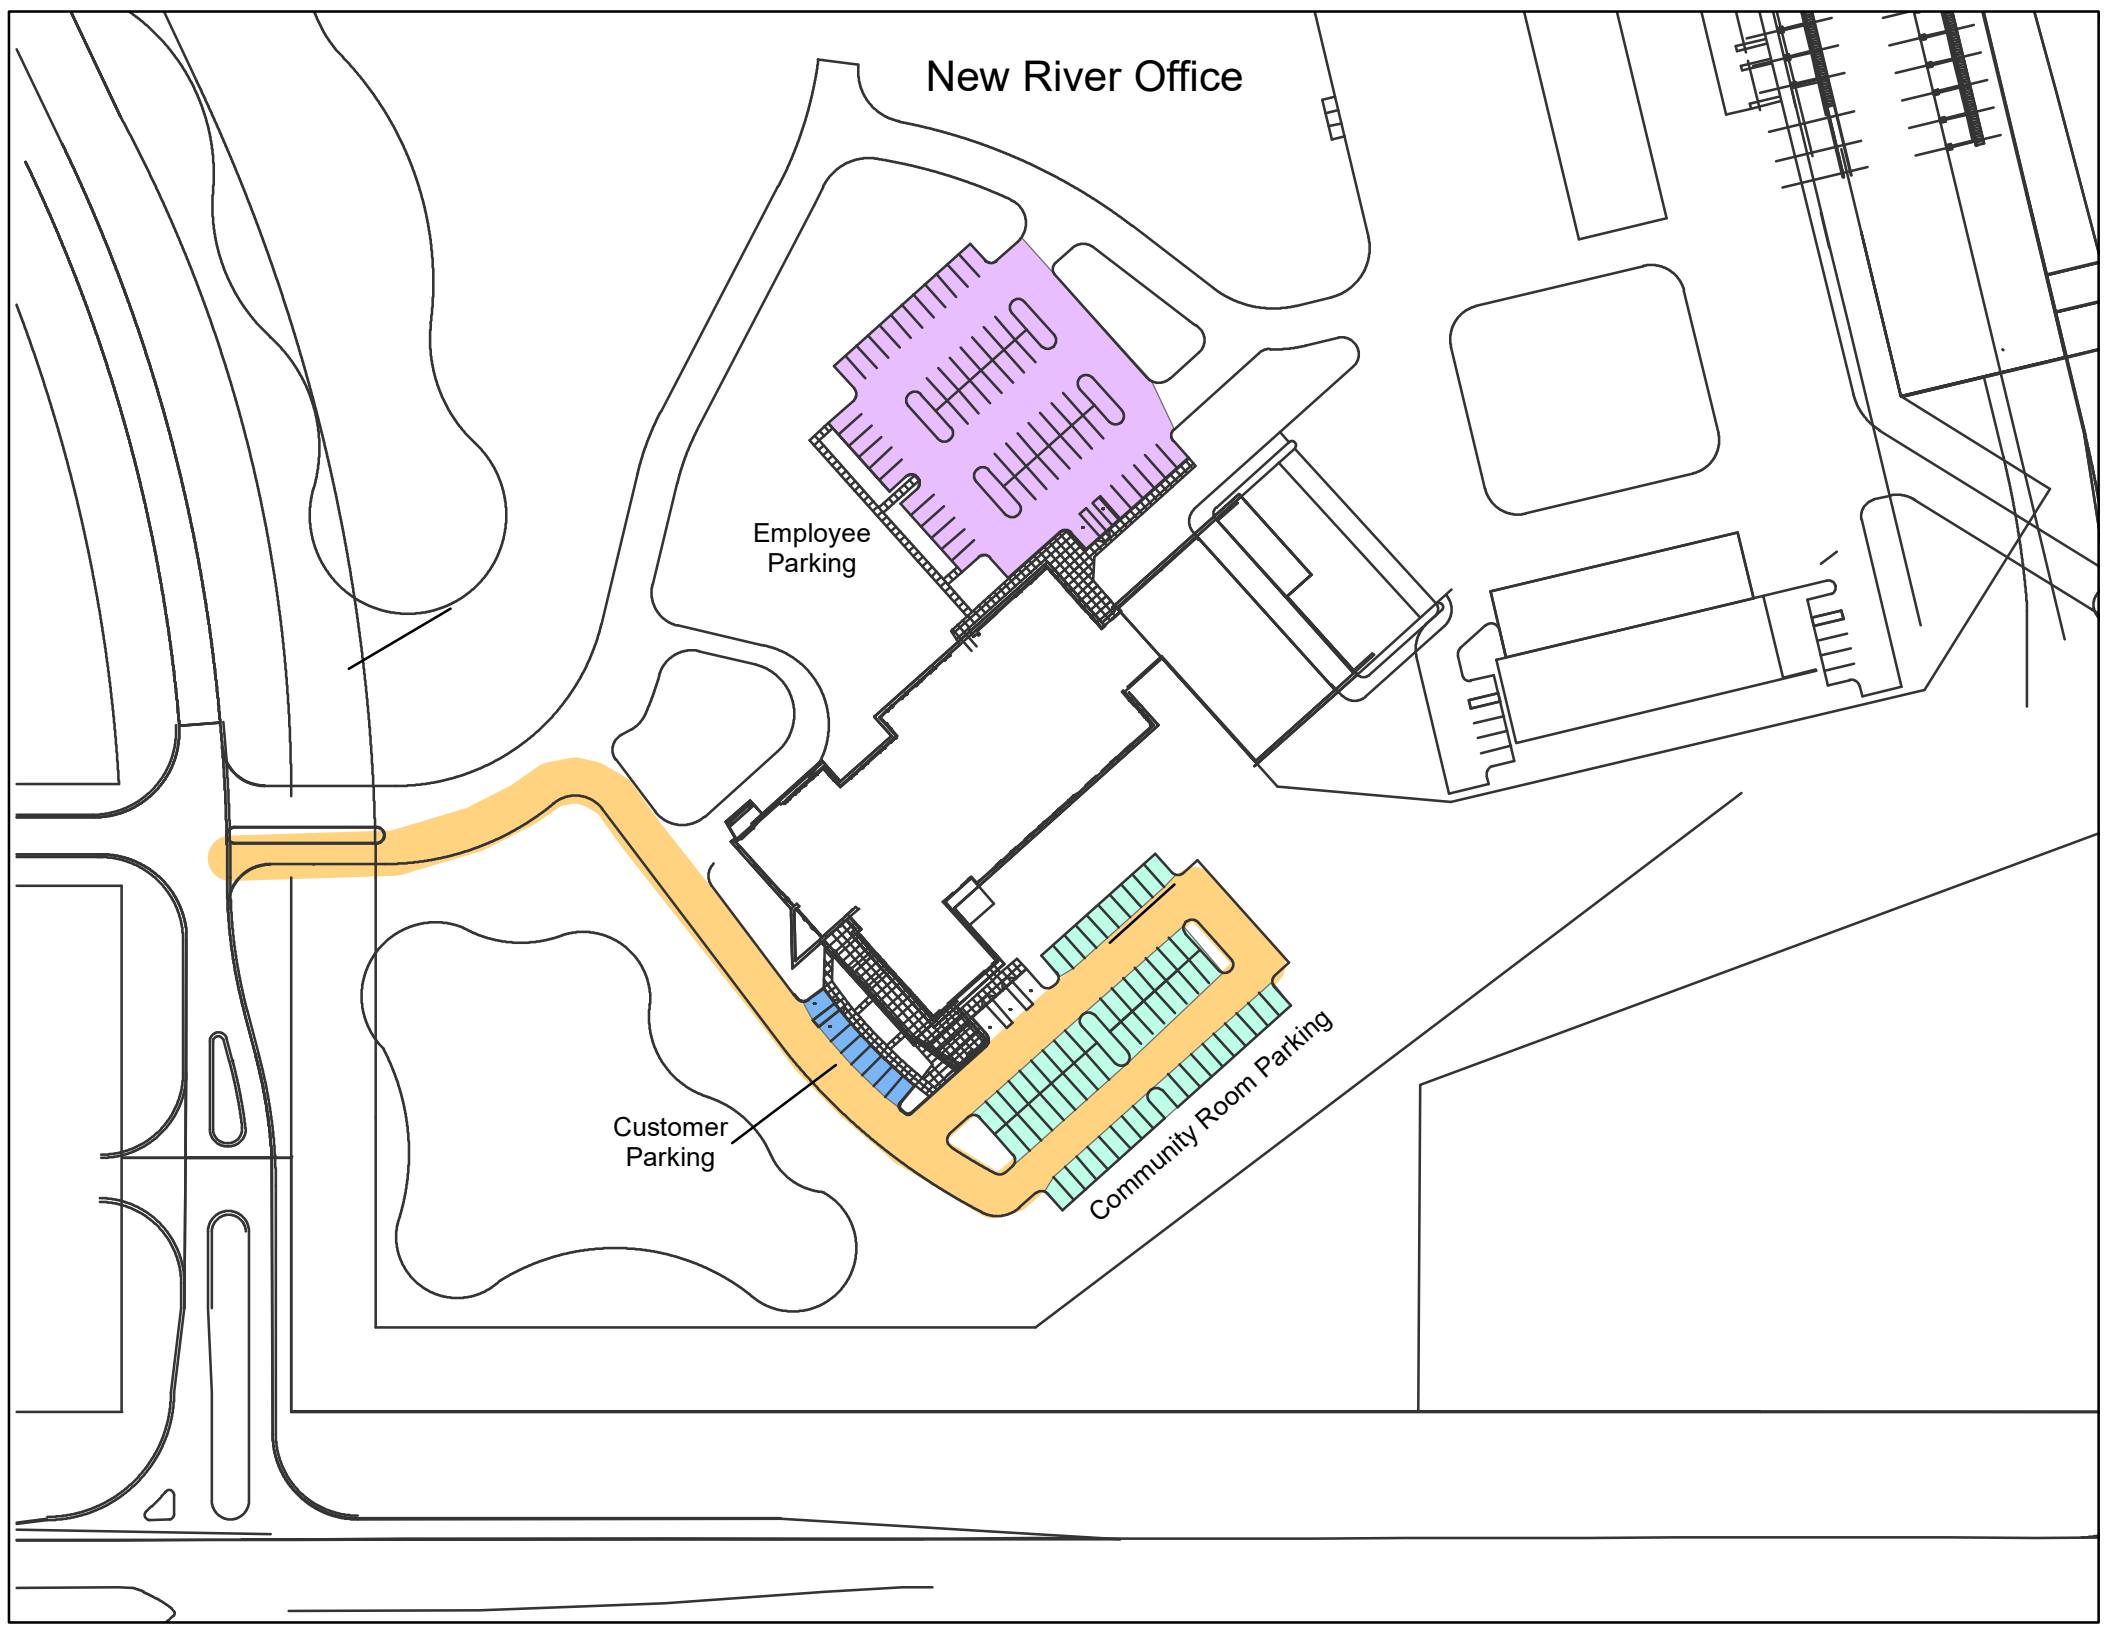 New River Office
Employee
Parking
Customer
Parking
Community Room Parking